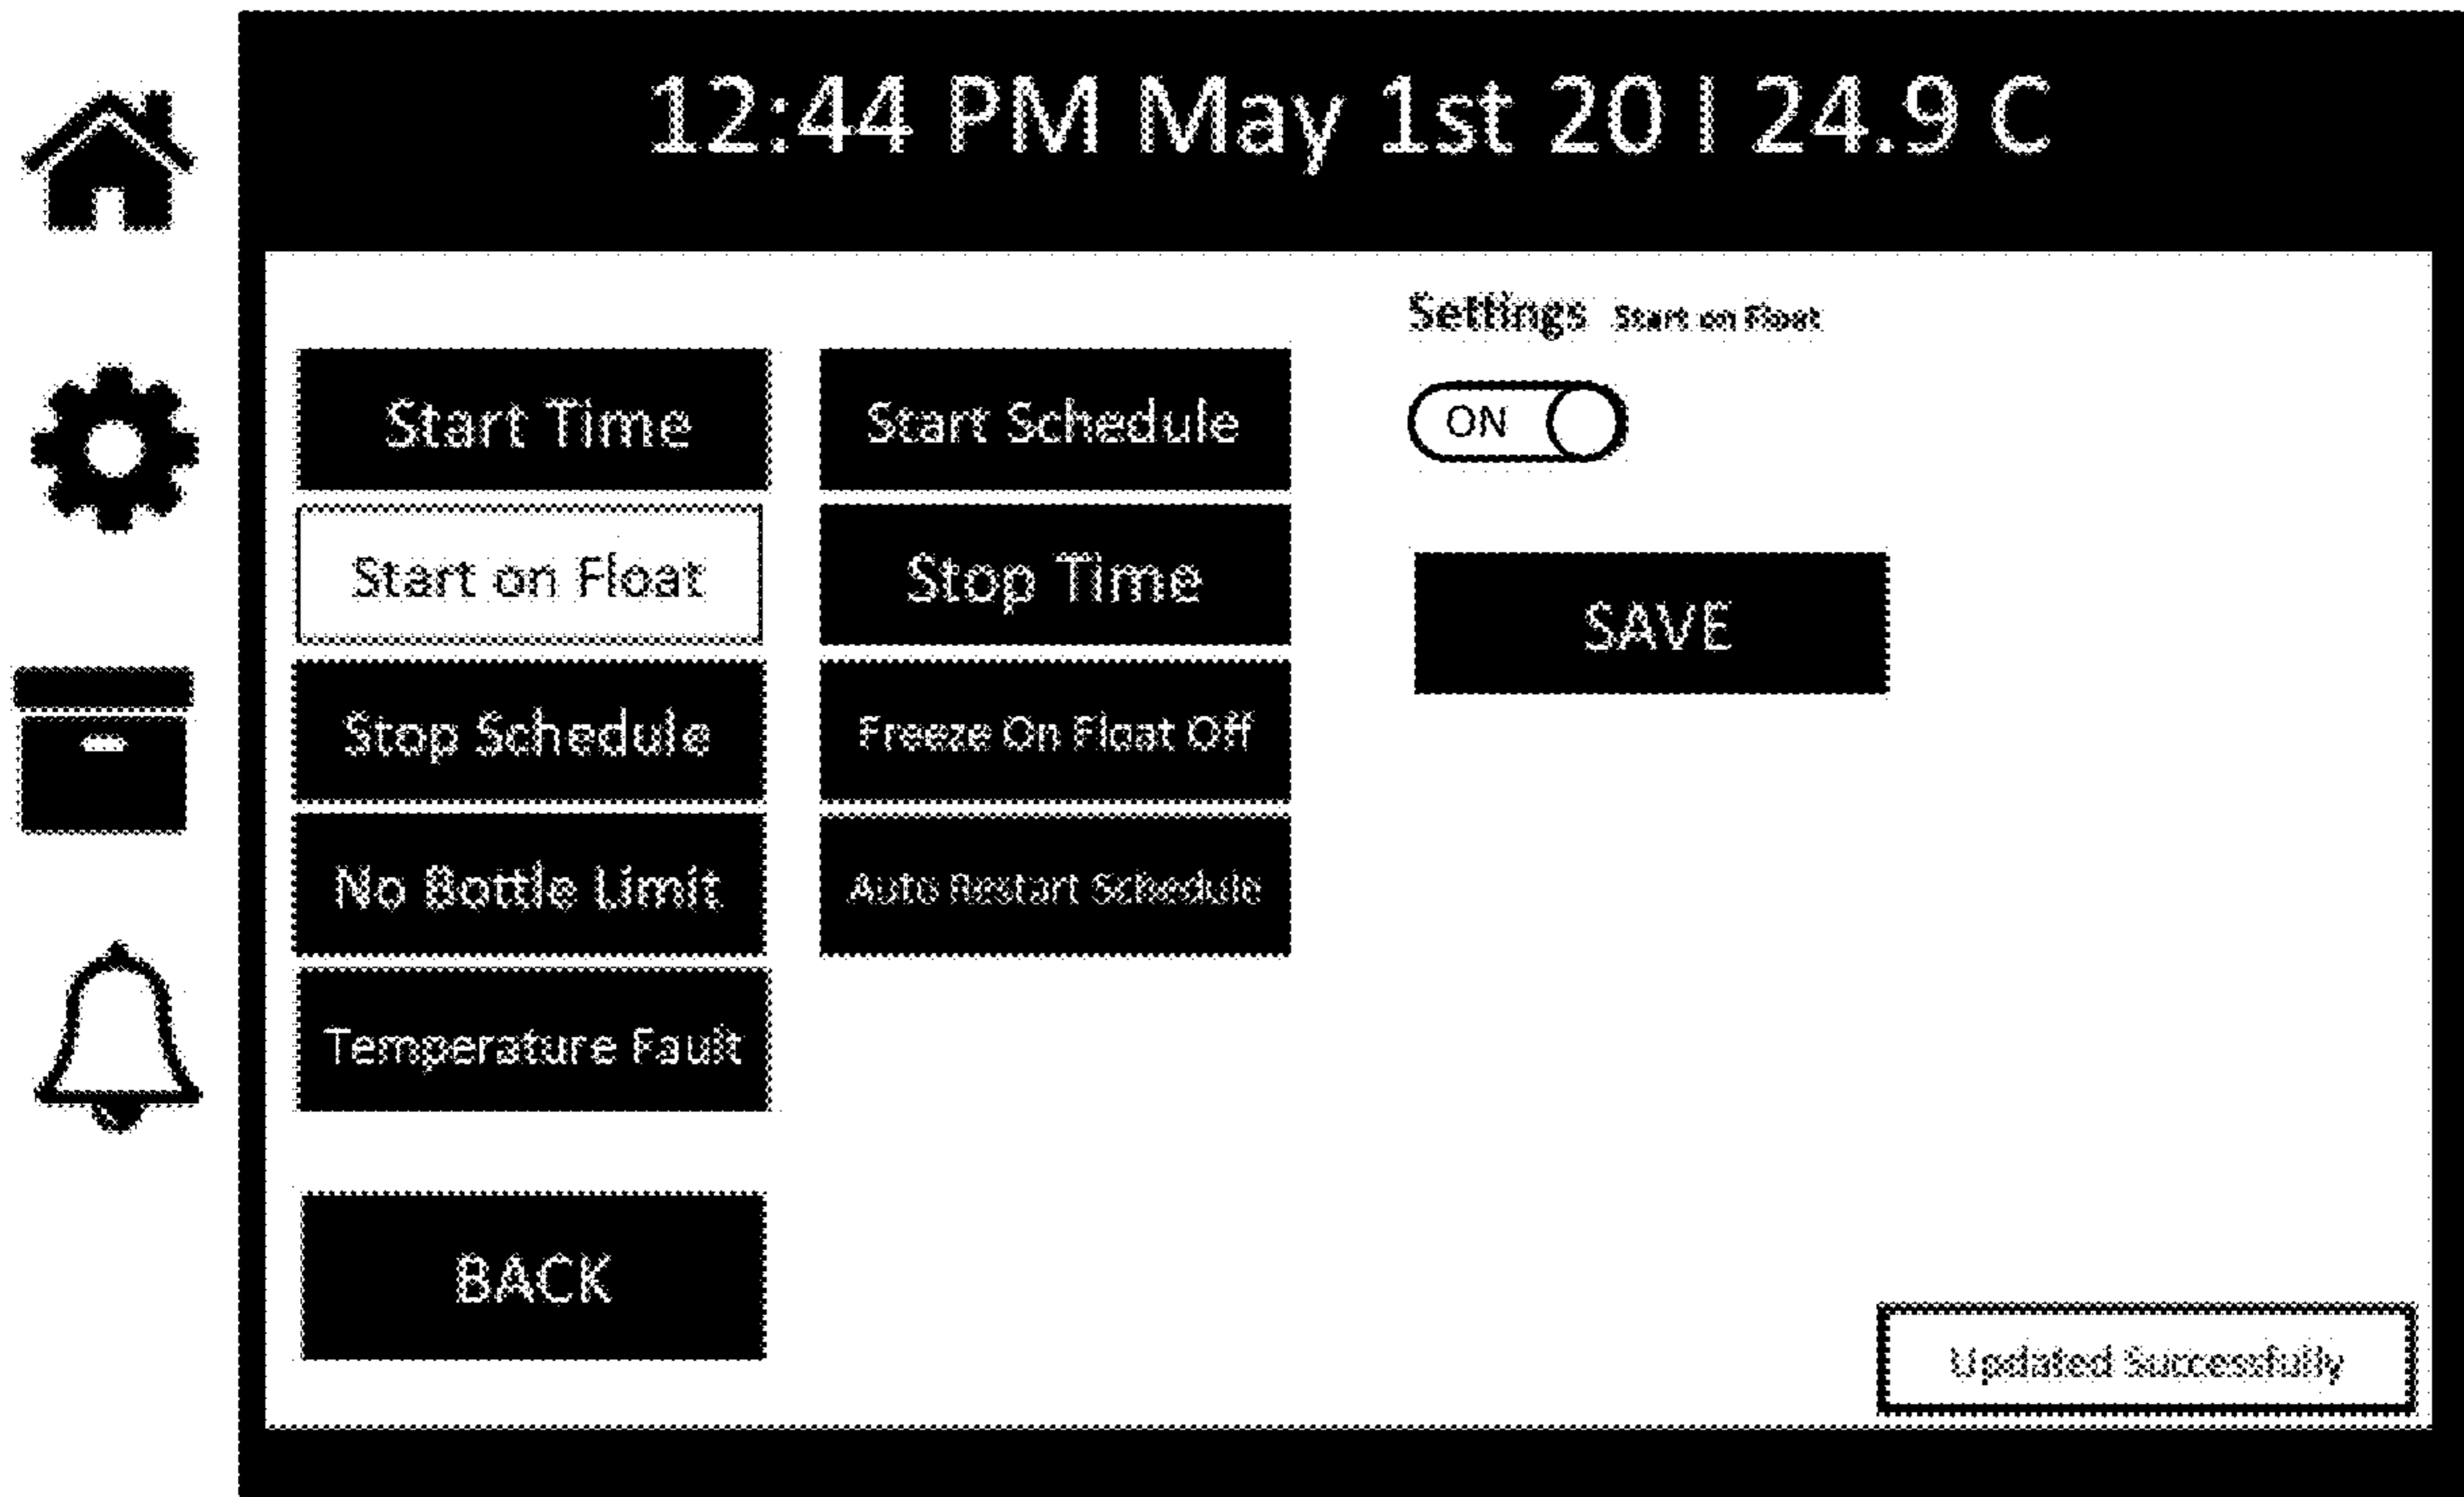 12:44 PM May 1st 20 | 24.9 C
Settings Start on Float
Start Time
Start Schedule
ON
Start on Float
Stop Time
SAVE
Stop Schedule
Freeze On Float Off
No Bottle Limit
Auto Restart Schedule
Temperature Fault
BACK
Updated Successfully